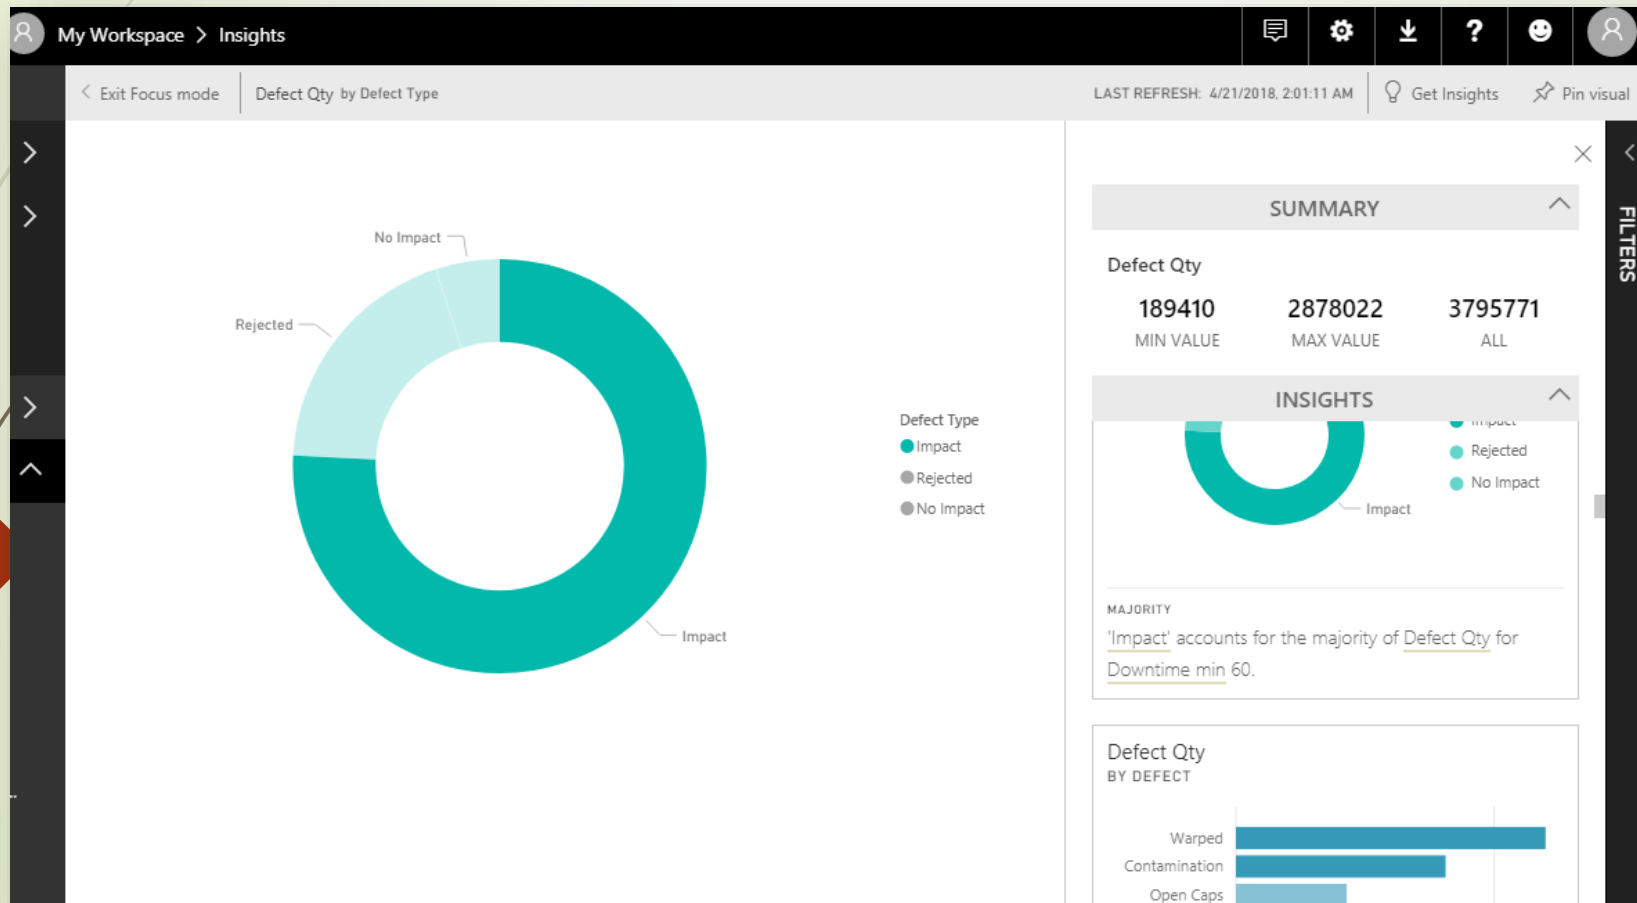 My Workspace > Insights
Exit Focus mode
Defect Qty by Defect Type
LAST REFRESH: 4/21/2018, 2:01:11 AM
Get Insights
Pin visual
FILTERS
No Impact
Rejected
Impact
Defect Type
Impact
Rejected
No Impact
SUMMARY
Defect Qty
189410 2878022 3795771
MIN VALUE MAX VALUE ALL
INSIGHTS
Impact
Rejected
No Impact
Impact
MAJORITY
'Impact' accounts for the majority of Defect Qty for
Downtime min 60.
Defect Qty
BY DEFECT
Warped
Contamination
Open Caps